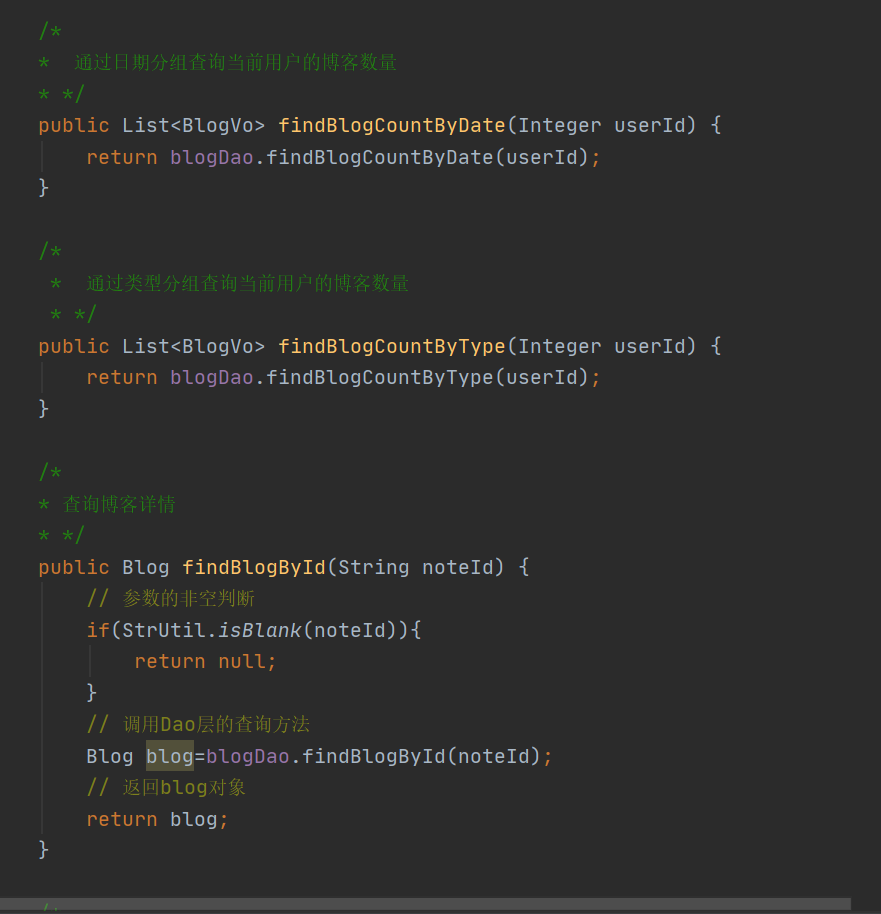 /*
*  通过日期分组查询当前用户的博客数量
* */
public List<BlogVo> findBlogCountByDate(Integer userId) {
    return blogDao.findBlogCountByDate(userId);
}
/*
 *  通过类型分组查询当前用户的博客数量
 * */
public List<BlogVo> findBlogCountByType(Integer userId) {
    return blogDao.findBlogCountByType(userId);
}
/*
* 查询博客详情
* */
public Blog findBlogById(String noteId) {
    // 参数的非空判断
    if(StrUtil.isBlank(noteId)){
        return null;
    }
    // 调用Dao层的查询方法
    Blog blog=blogDao.findBlogById(noteId);
    // 返回blog对象
    return blog;
}